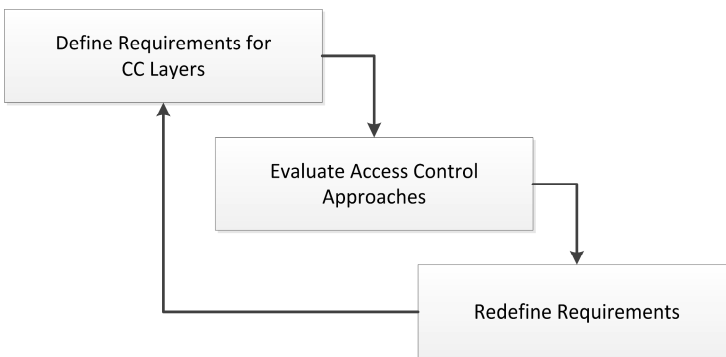 Define Requirements for
CC Layers
Evaluate Access Control
Approaches
Redefine Requirements